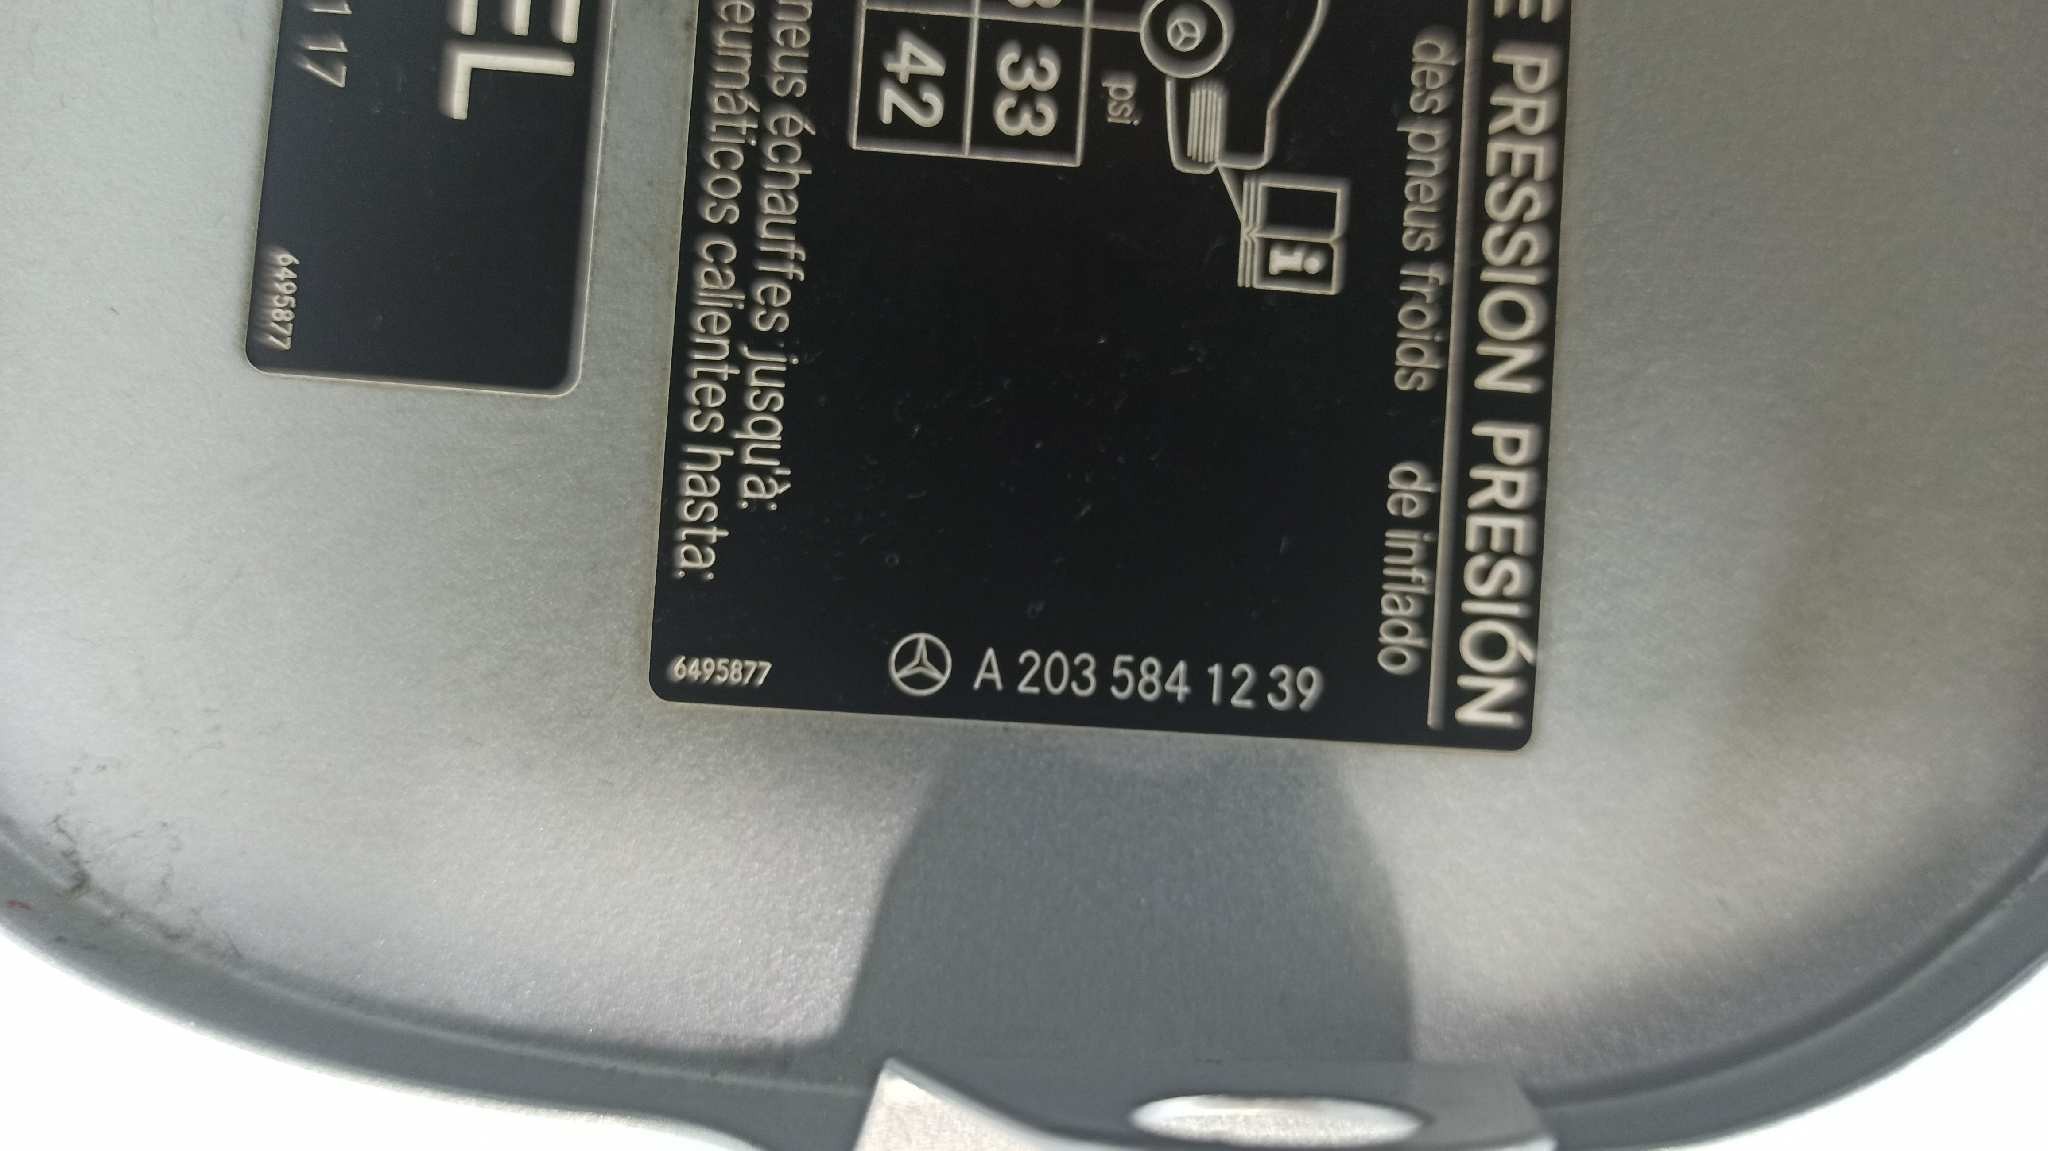 PRESSION PRESIÓN
des pneus froids de inflado
psi
33
42
neus échauffes jusqu'à:
eumáticos calientes hasta:
A 203 584 12 39
6495877
EL
117
6495877